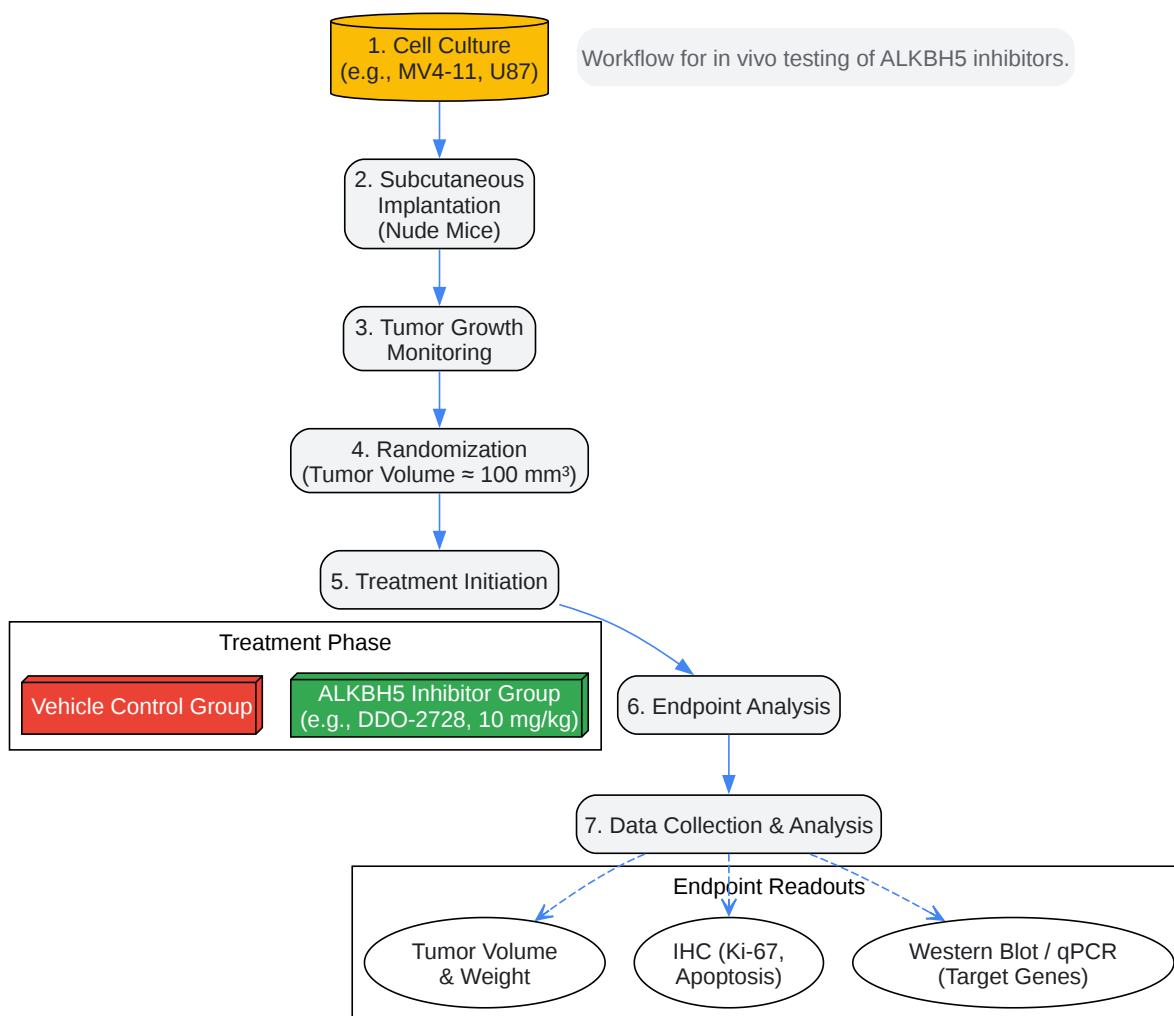 1. Cell Culture
(e.g., MV4-11, U87)
Workflow for in vivo testing of ALKBH5 inhibitors.
2. Subcutaneous
Implantation
(Nude Mice)
3. Tumor Growth
Monitoring
4. Randomization
(Tumor Volume ≈ 100 mm³)
5. Treatment Initiation
Treatment Phase
Vehicle Control Group
ALKBH5 Inhibitor Group
(e.g., DDO-2728, 10 mg/kg)
6. Endpoint Analysis
7. Data Collection & Analysis
Endpoint Readouts
Tumor Volume
& Weight
IHC (Ki-67,
Apoptosis)
Western Blot / qPCR
(Target Genes)